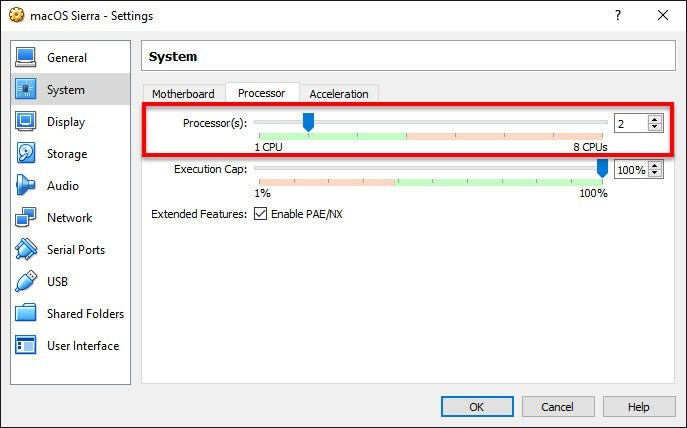 macOS Sierra - Settings
General
System
Display
Storage
Audio
Network
Serial Ports
USB
Shared Folders
User Interface
System
Motherboard Processor Acceleration
Processor(s): 2
1 CPU 8 CPUs
Execution Cap: 100%
1% 100%
Extended Features: Enable PAE/NX
OK Cancel Help